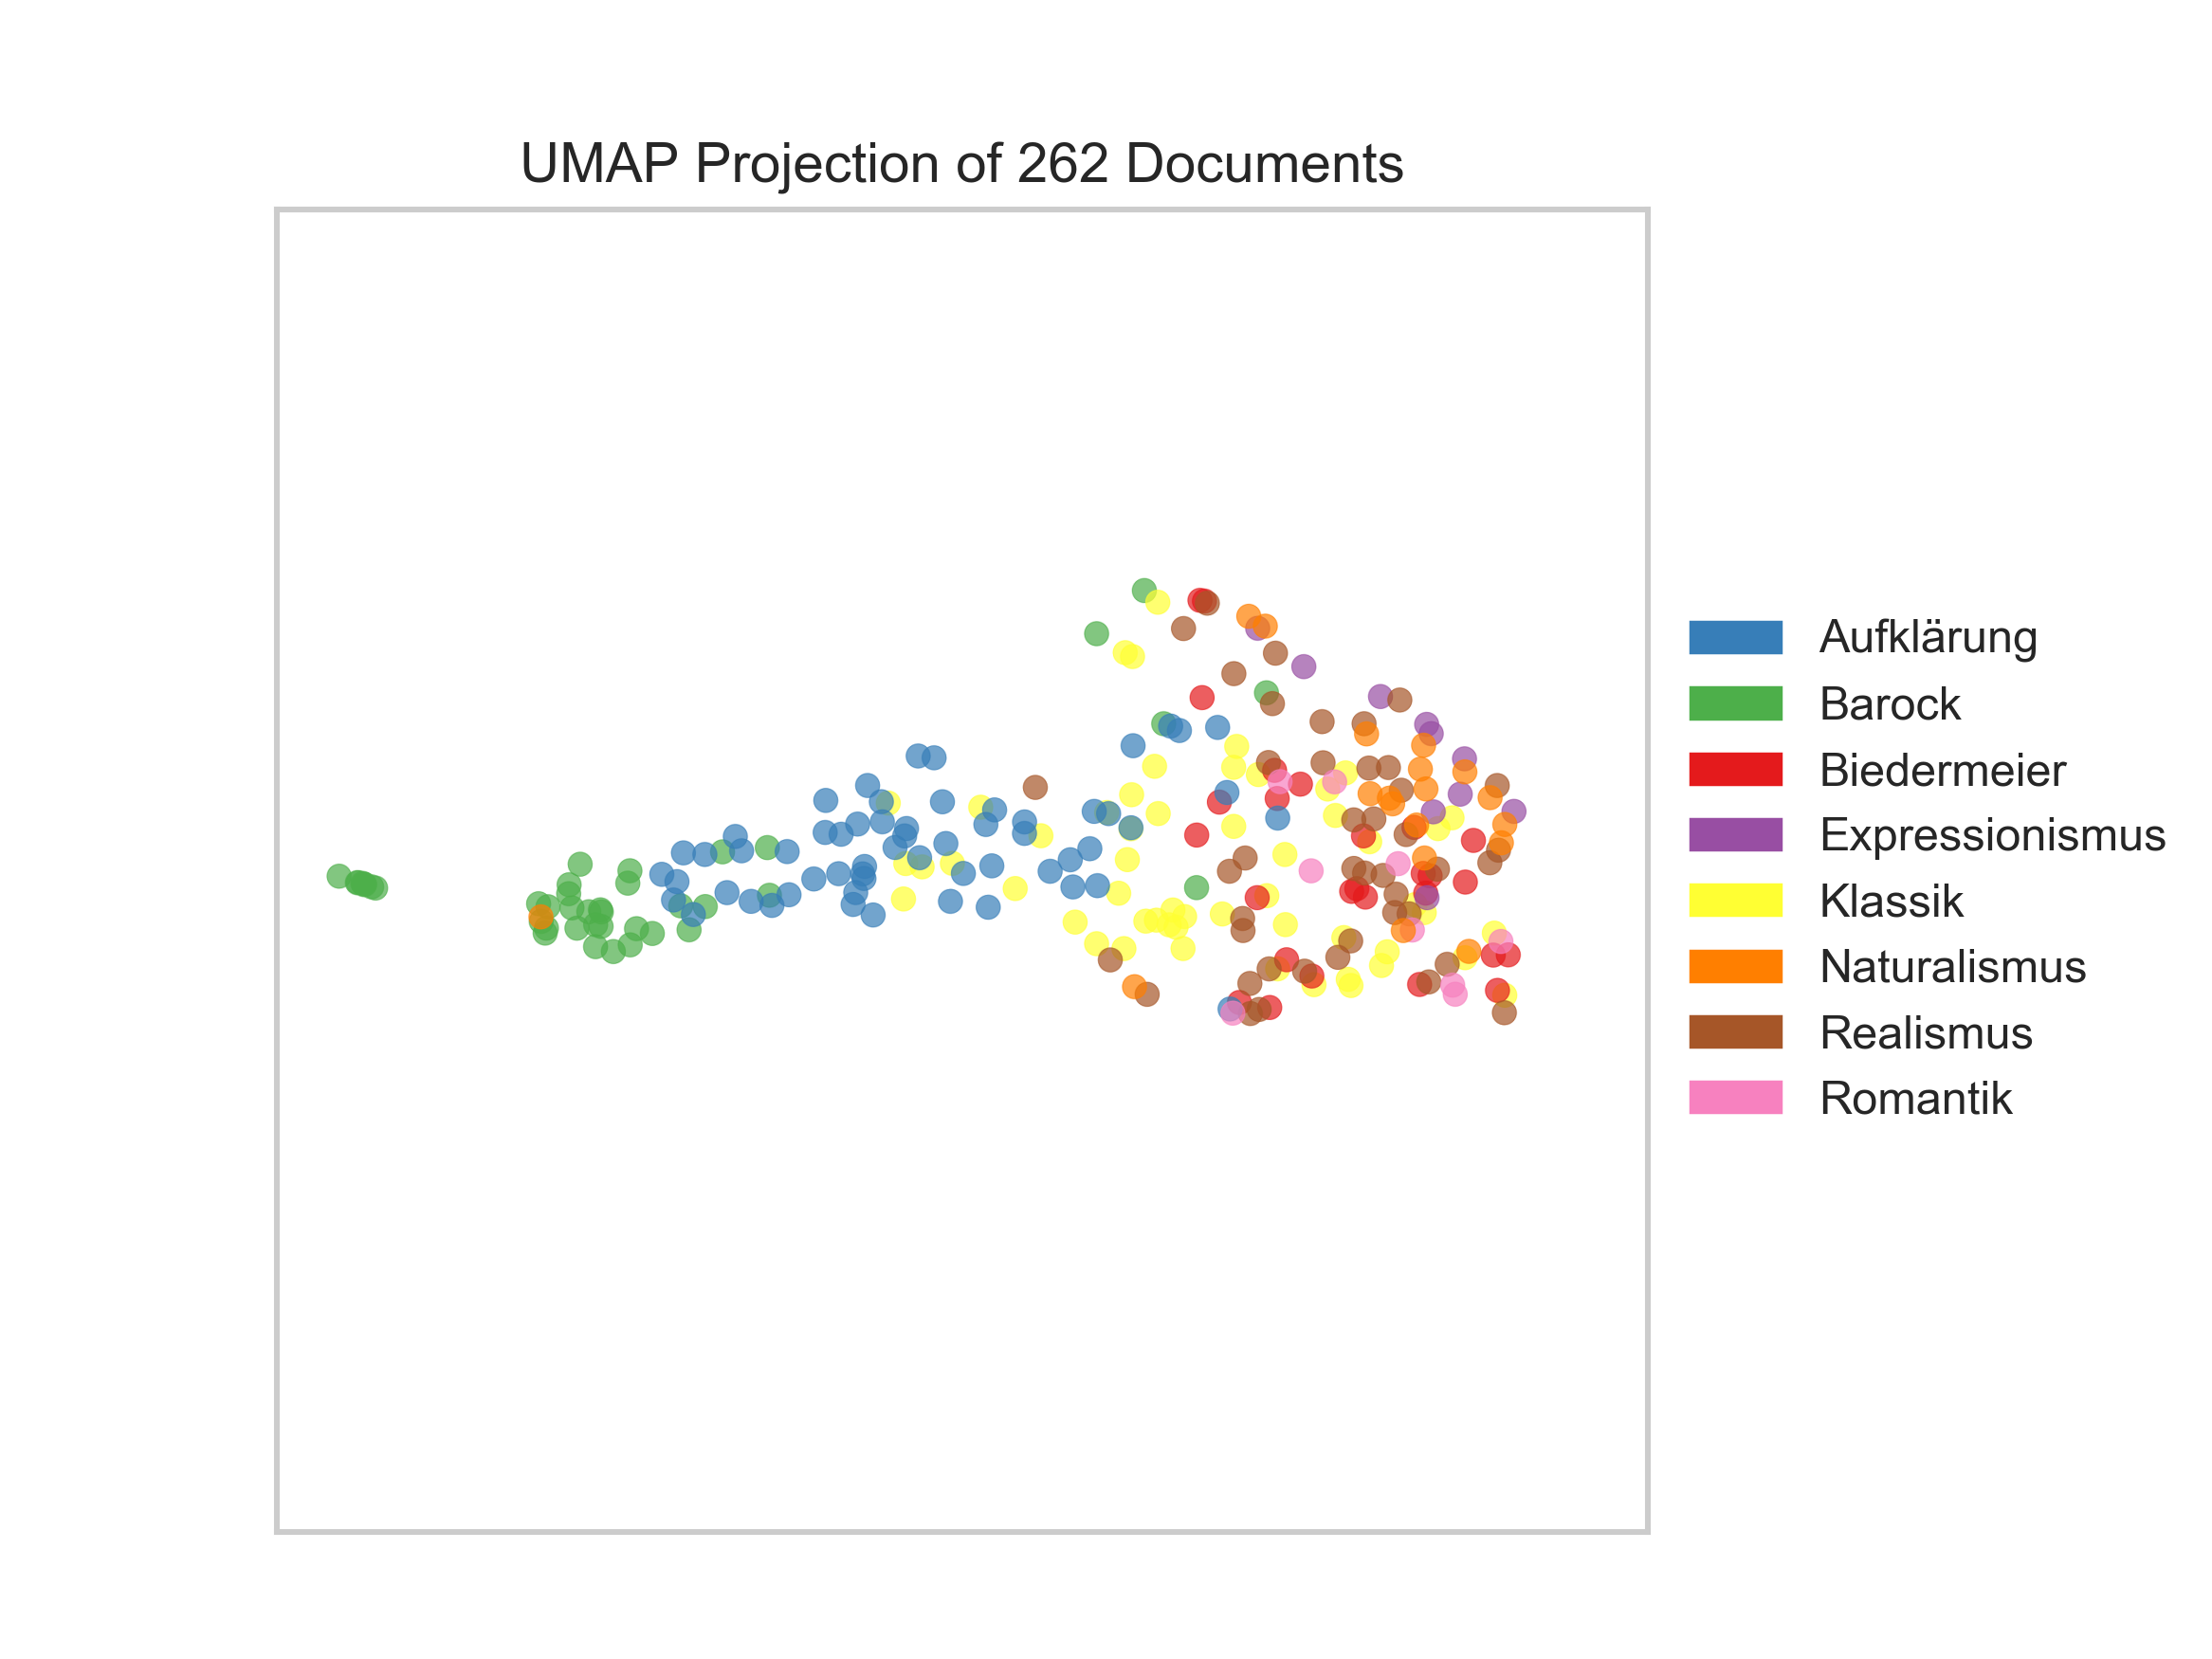 UMAP Projection of 262 Documents
Aufklärung
Barock
Biedermeier
Expressionismus
Klassik
Naturalismus
Realismus
Romantik